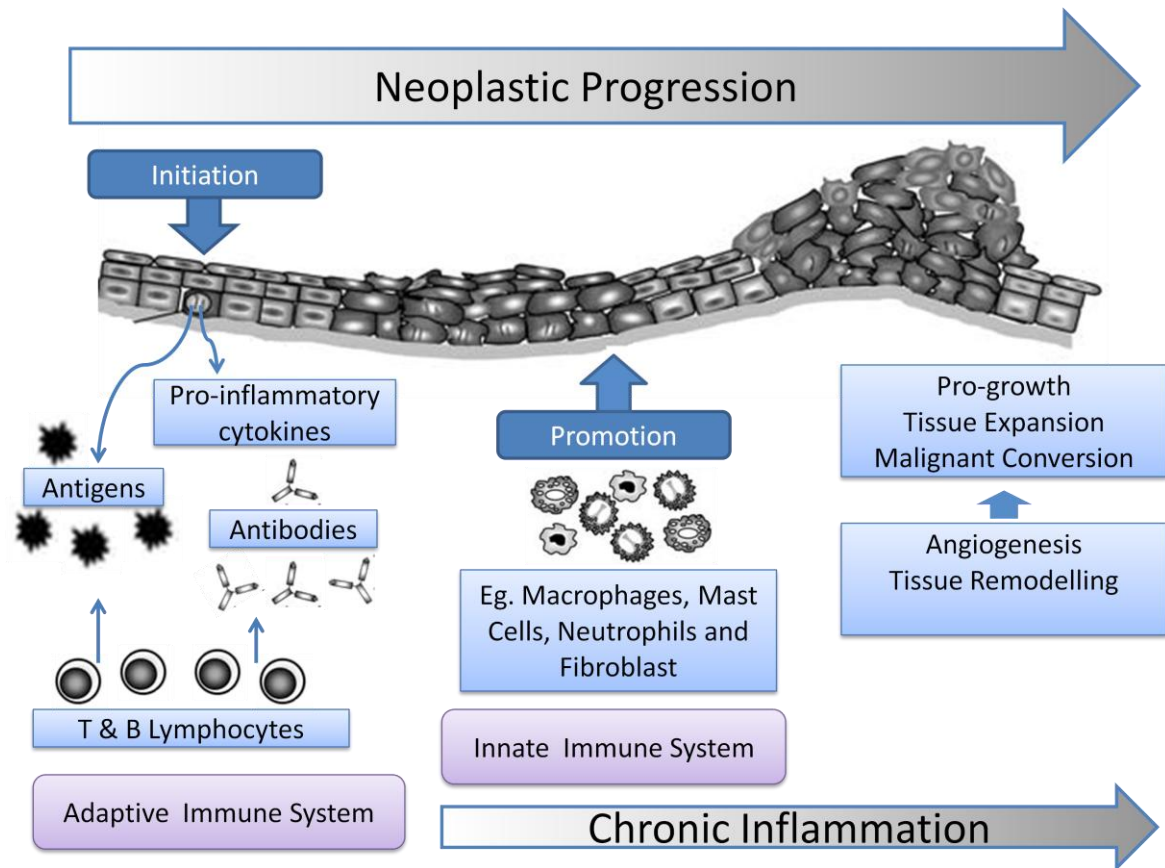 Neoplastic Progression
Initiation
Pro-inflammatory
cytokines
Antigens
Antibodies
T & B Lymphocytes
Adaptive Immune System
Promotion
Eg. Macrophages, Mast
Cells, Neutrophils and
Fibroblast
Innate Immune System
Pro-growth
Tissue Expansion
Malignant Conversion
Angiogenesis
Tissue Remodelling
Chronic Inflammation